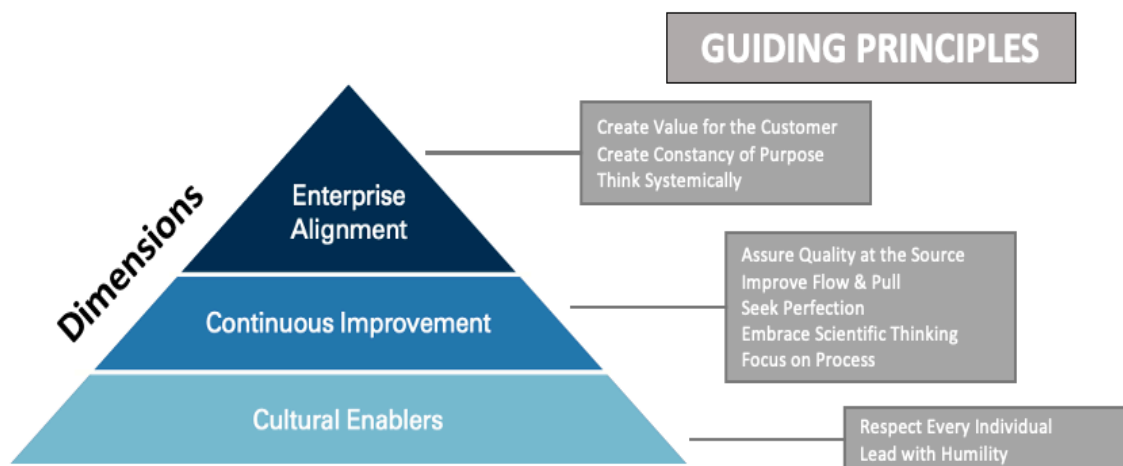 GUIDING PRINCIPLES
Create Value for the Customer
Create Constancy of Purpose
Think Systemically
Dimensions
Enterprise
Alignment
Assure Quality at the Source
Improve Flow & Pull
Seek Perfection
Embrace Scientific Thinking
Focus on Process
Continuous Improvement
Cultural Enablers
Respect Every Individual
Lead with Humility